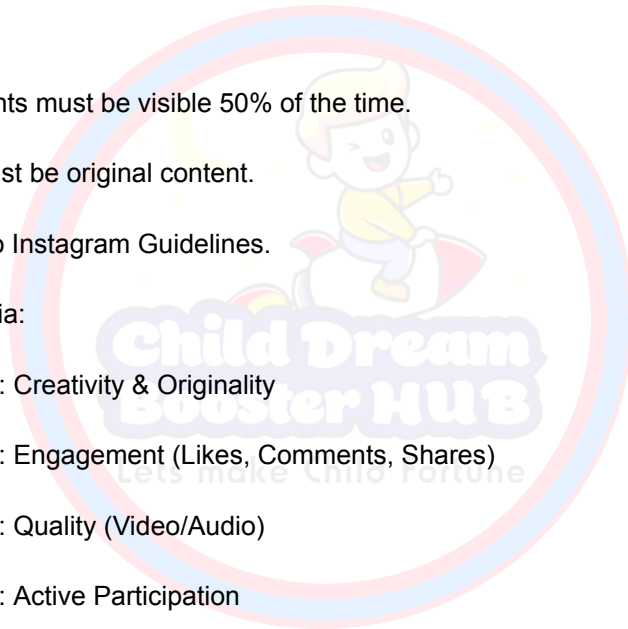 nts must be visible 50% of the time.
st be original content.
o Instagram Guidelines.
ia:
: Creativity & Originality
: Engagement (Likes, Comments, Shares)
: Quality (Video/Audio)
: Active Participation
Child Dream
Booster HUB
Lets make Child Fortune